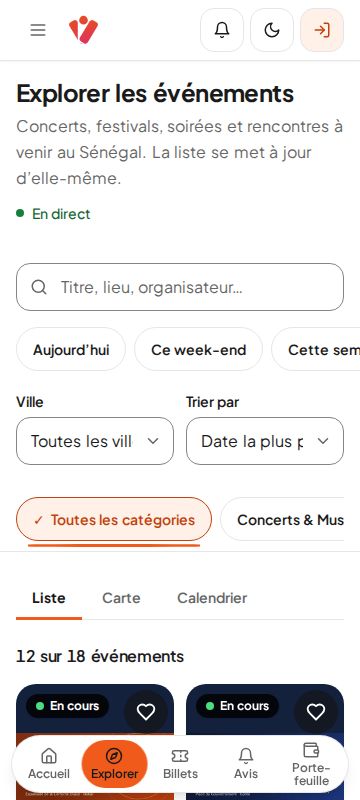 Explorer les événements
Concerts, festivals, soirées et rencontres à
venir au Sénégal. La liste se met à jour
d’elle-même.
En direct
Titre, lieu, organisateur…
Aujourd’hui
Ce week-end
Cette sem
Ville
Trier par
Toutes les vill
Date la plus p
✓ Toutes les catégories
Concerts & Mus
Liste
Carte
Calendrier
12 sur 18 événements
En cours
En cours
Accueil
Explorer
Billets
Avis
Porte-
feuille